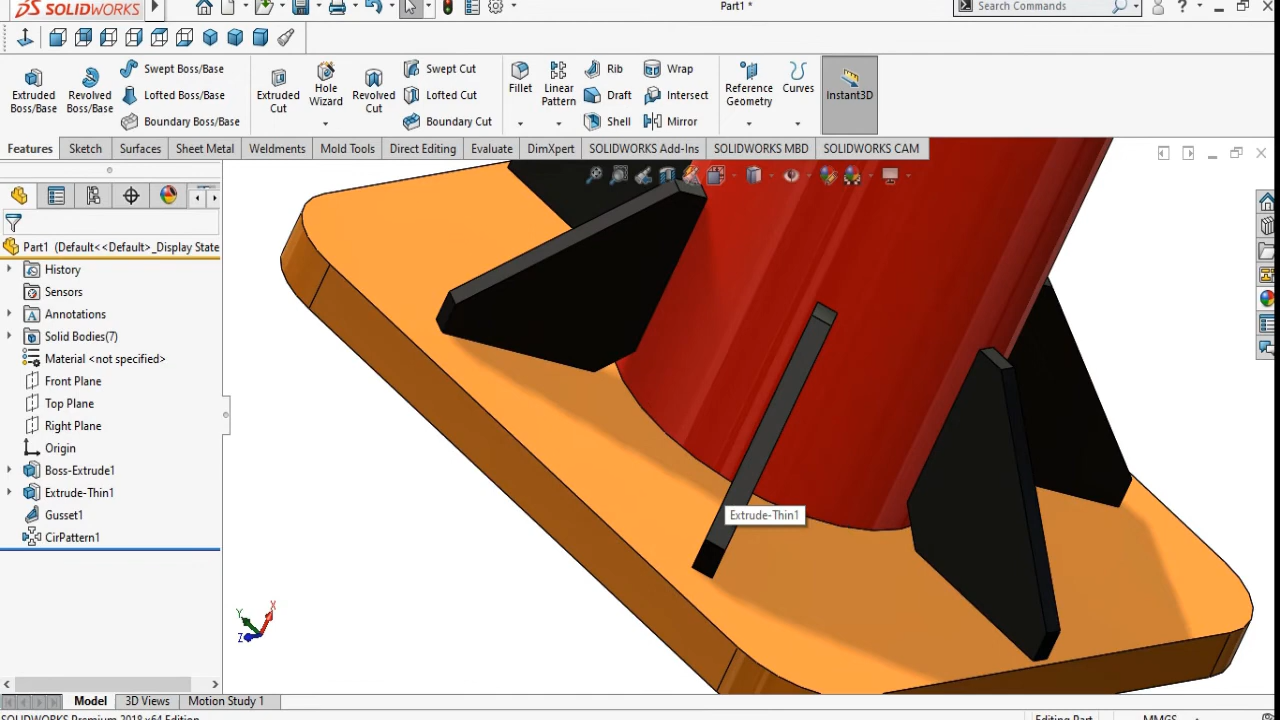 SOLIDWORKS
Part1 *
Search Commands
?
Extruded Boss/Base
Revolved Boss/Base
Swept Boss/Base
Lofted Boss/Base
Boundary Boss/Base
Extruded Cut
Hole Wizard
Revolved Cut
Swept Cut
Lofted Cut
Boundary Cut
Fillet
Linear Pattern
Rib
Draft
Shell
Wrap
Intersect
Mirror
Reference Geometry
Curves
Instant3D
Features
Sketch
Surfaces
Sheet Metal
Weldments
Mold Tools
Direct Editing
Evaluate
DimXpert
SOLIDWORKS Add-Ins
SOLIDWORKS MBD
SOLIDWORKS CAM
Part1 (Default<<Default>_Display State
History
Sensors
Annotations
Solid Bodies(7)
Material <not specified>
Front Plane
Top Plane
Right Plane
Origin
Boss-Extrude1
Extrude-Thin1
Gusset1
CirPattern1
Extrude-Thin1
X
Y
Z
Model
3D Views
Motion Study 1
SOLIDWORKS Premium 2018 x64 Edition
Editing Part
MMGS